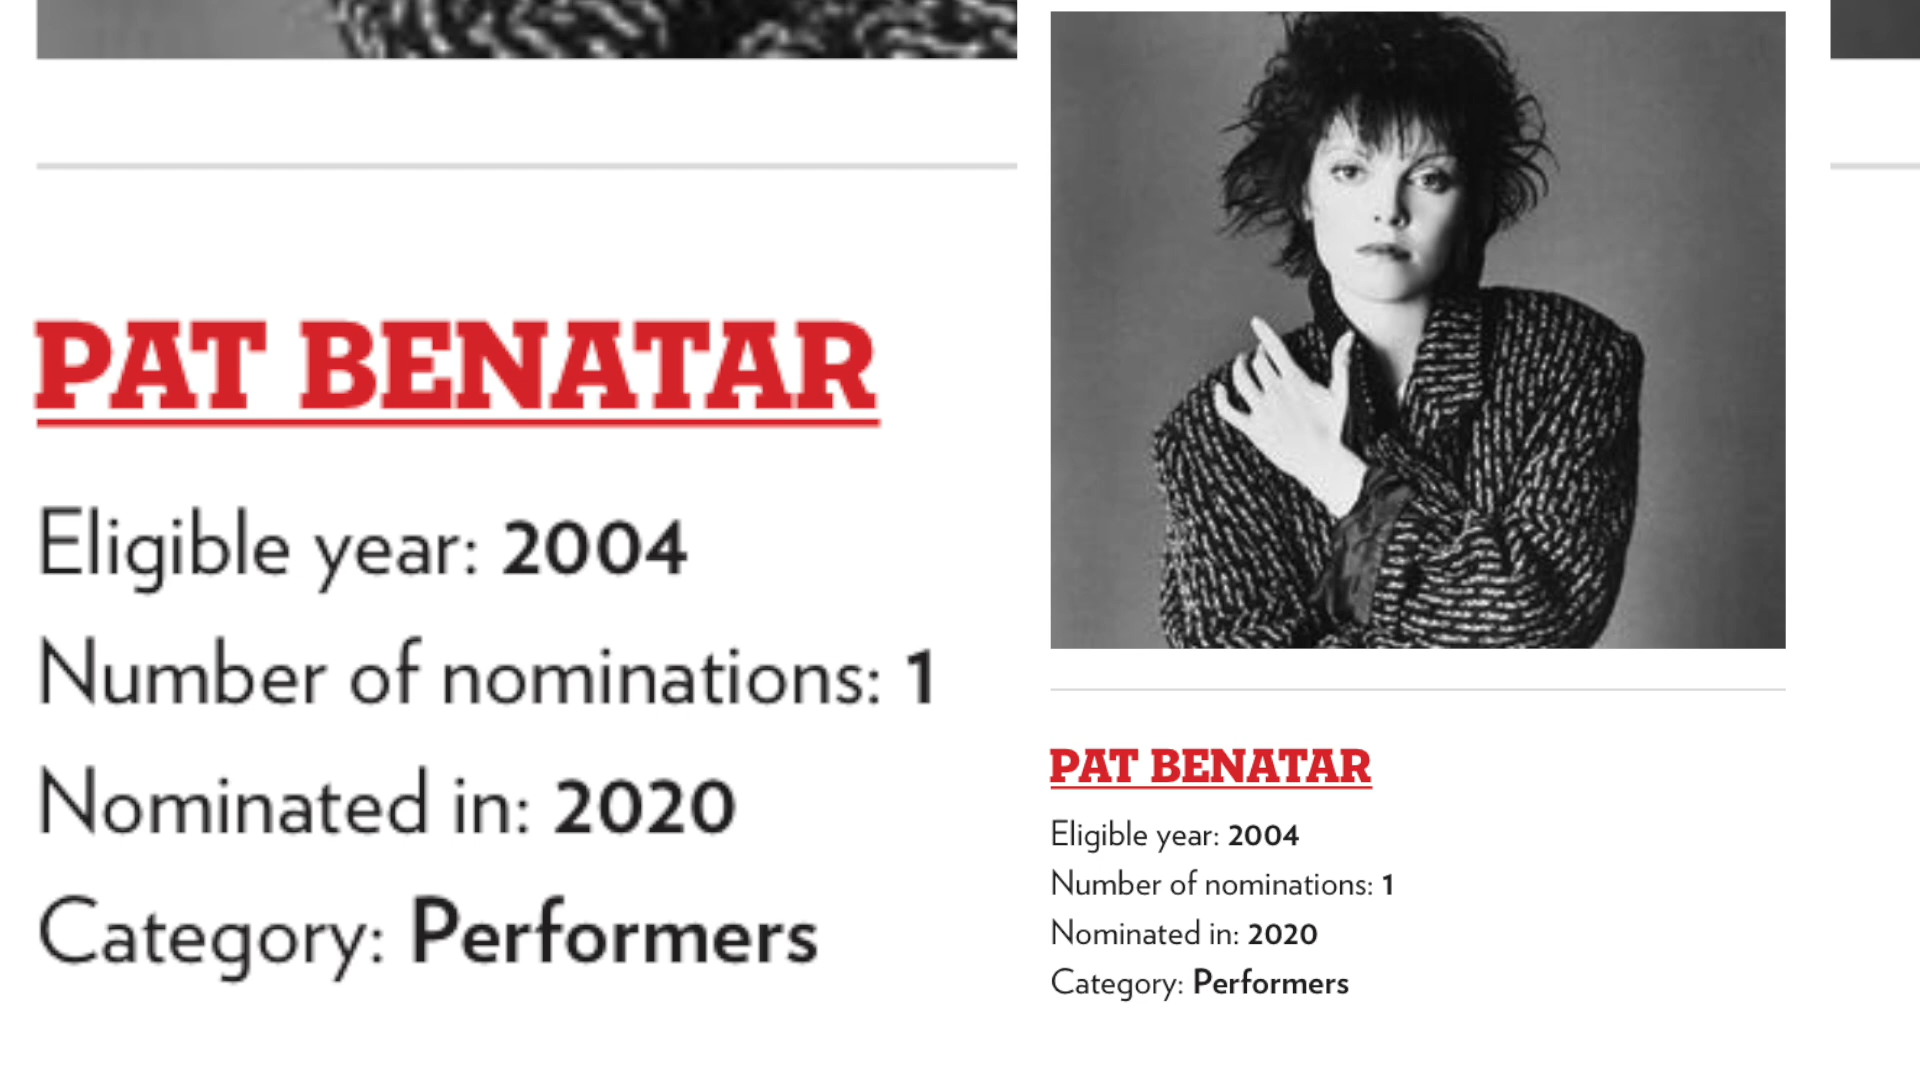 PAT BENATAR
Eligible year: 2004
Number of nominations: 1
Nominated in: 2020
Category: Performers
PAT BENATAR
Eligible year: 2004
Number of nominations: 1
Nominated in: 2020
Category: Performers